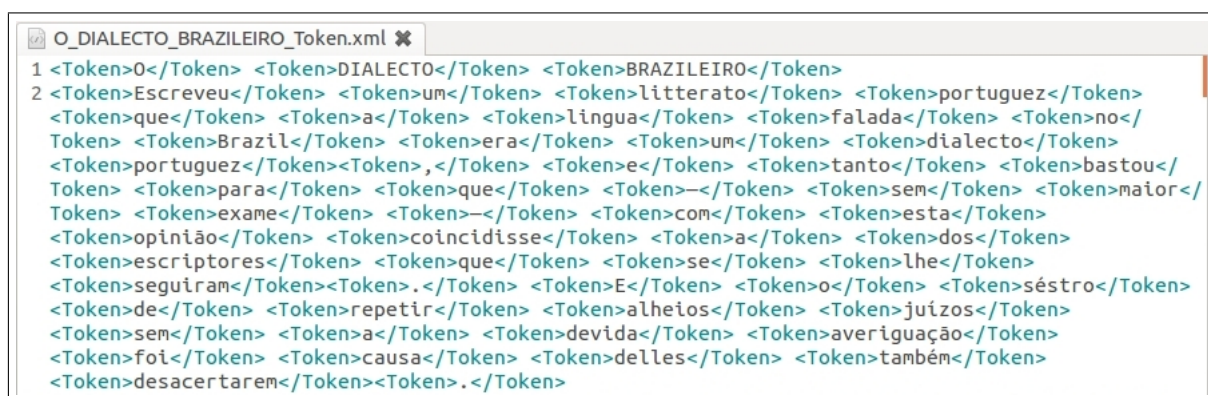 O_DIALECTO_BRAZILEIRO_Token.xml ✖
1 <Token>O</Token> <Token>DIALECTO</Token> <Token>BRAZILEIRO</Token>
2 <Token>Escreveu</Token> <Token>um</Token> <Token>litterato</Token> <Token>portuguez</Token>
<Token>que</Token> <Token>a</Token> <Token>lingua</Token> <Token>falada</Token> <Token>no</
Token> <Token>Brazil</Token> <Token>era</Token> <Token>um</Token> <Token>dialecto</Token>
<Token>portuguez</Token><Token>,</Token> <Token>e</Token> <Token>tanto</Token> <Token>bastou</
Token> <Token>para</Token> <Token>que</Token> <Token>—</Token> <Token>sem</Token> <Token>maior</
Token> <Token>exame</Token> <Token>—</Token> <Token>com</Token> <Token>esta</Token>
<Token>opinião</Token> <Token>coincidisse</Token> <Token>a</Token> <Token>dos</Token>
<Token>escriptores</Token> <Token>que</Token> <Token>se</Token> <Token>lhe</Token>
<Token>seguiram</Token><Token>.</Token> <Token>E</Token> <Token>o</Token> <Token>séstro</Token>
<Token>de</Token> <Token>repetir</Token> <Token>alheios</Token> <Token>juízos</Token>
<Token>sem</Token> <Token>a</Token> <Token>devida</Token> <Token>averiguação</Token>
<Token>foi</Token> <Token>causa</Token> <Token>delles</Token> <Token>também</Token>
<Token>desacertarem</Token><Token>.</Token>